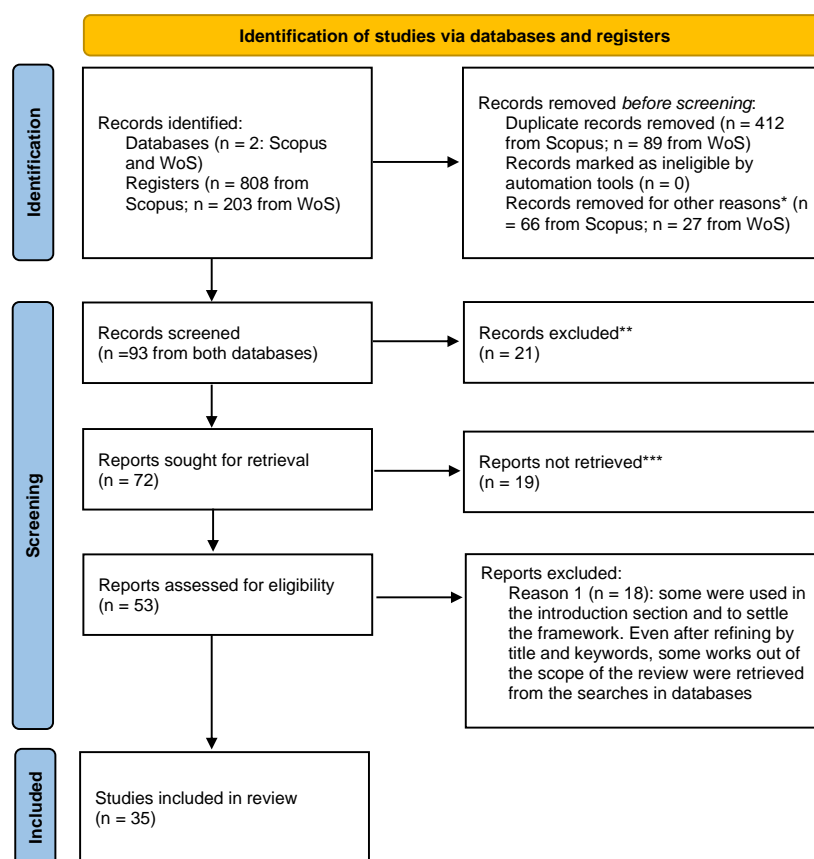 Identification of studies via databases and registers
Identification
Records identified:
Databases (n = 2: Scopus
and WoS)
Registers (n = 808 from
Scopus; n = 203 from WoS)
Records removed before screening:
Duplicate records removed (n = 412
from Scopus; n = 89 from WoS)
Records marked as ineligible by
automation tools (n = 0)
Records removed for other reasons* (n
= 66 from Scopus; n = 27 from WoS)
Screening
Records screened
(n =93 from both databases)
Records excluded**
(n = 21)
Reports sought for retrieval
(n = 72)
Reports not retrieved***
(n = 19)
Reports assessed for eligibility
(n = 53)
Reports excluded:
Reason 1 (n = 18): some were used in
the introduction section and to settle
the framework. Even after refining by
title and keywords, some works out of
the scope of the review were retrieved
from the searches in databases
Included
Studies included in review
(n = 35)